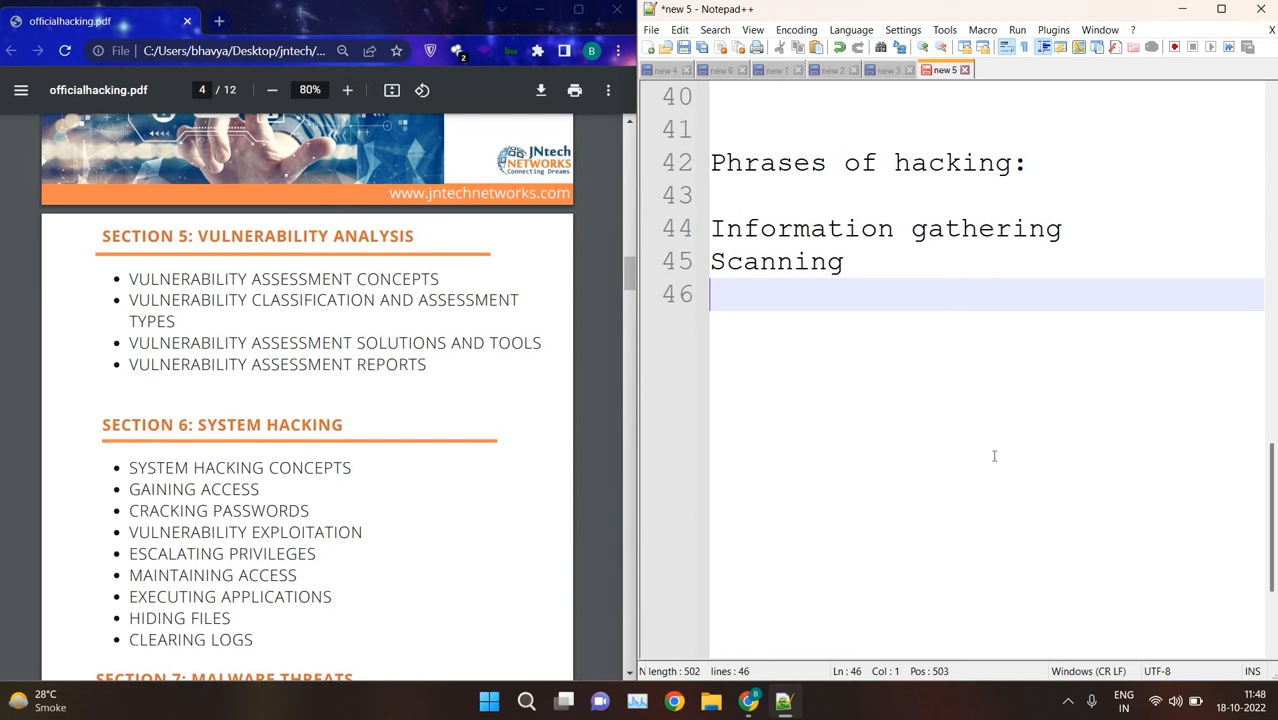 officialhacking.pdf
File
C:/Users/bhavya/Desktop/jntech/...
2
B
officialhacking.pdf
4 / 12
80%
JNtech
NETWORKS
Connecting Dreams
www.jntechnetworks.com
SECTION 5: VULNERABILITY ANALYSIS
• VULNERABILITY ASSESSMENT CONCEPTS
• VULNERABILITY CLASSIFICATION AND ASSESSMENT
TYPES
• VULNERABILITY ASSESSMENT SOLUTIONS AND TOOLS
• VULNERABILITY ASSESSMENT REPORTS
SECTION 6: SYSTEM HACKING
• SYSTEM HACKING CONCEPTS
• GAINING ACCESS
• CRACKING PASSWORDS
• VULNERABILITY EXPLOITATION
• ESCALATING PRIVILEGES
• MAINTAINING ACCESS
• EXECUTING APPLICATIONS
• HIDING FILES
• CLEARING LOGS
SECTION 7: MALWARE THREATS
*new 5 - Notepad++
File Edit Search View Encoding Language Settings Tools Macro Run Plugins Window ? X
new 4 new 6 new 1 new 2 new 3 new 5
40
41
42 Phrases of hacking:
43
44 Information gathering
45 Scanning
46
N length : 502 lines : 46 Ln : 46 Col : 1 Pos : 503 Windows (CR LF) UTF-8 INS
28°C
Smoke
B
ENG
IN
11:48
18-10-2022